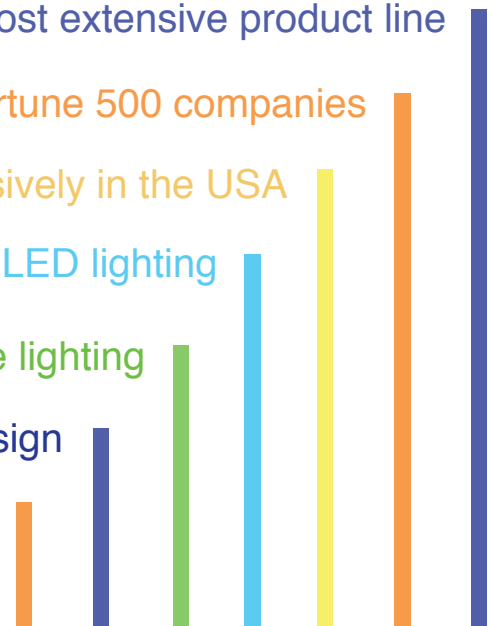 ost extensive product line
rtune 500 companies
sively in the USA
LED lighting
e lighting
sign